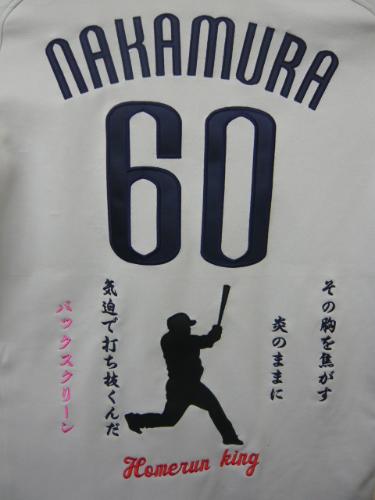 NAKAMURA
60
その胸を焦がす
炎のままに
気迫で打ち抜くんだ
バックスクリーン
Homerun king